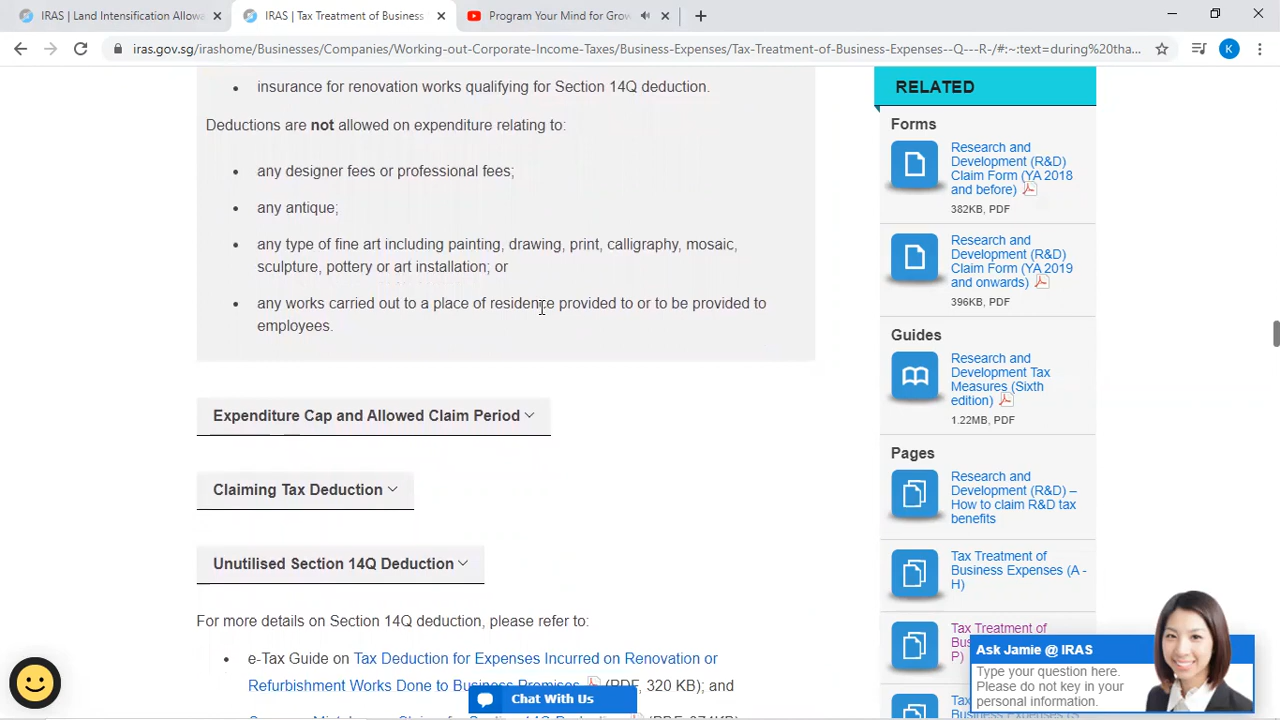 IRAS | Land Intensification Allowa
IRAS | Tax Treatment of Business
Program Your Mind for Grow
iras.gov.sg/irashome/Businesses/Companies/Working-out-Corporate-Income-Taxes/Business-Expenses/Tax-Treatment-of-Business-Expenses--Q---R-/#:~:text=during%20tha...
K
insurance for renovation works qualifying for Section 14Q deduction.
Deductions are not allowed on expenditure relating to:
any designer fees or professional fees;
any antique;
any type of fine art including painting, drawing, print, calligraphy, mosaic,
sculpture, pottery or art installation; or
any works carried out to a place of residence provided to or to be provided to
employees.
Expenditure Cap and Allowed Claim Period
Claiming Tax Deduction
Unutilised Section 14Q Deduction
For more details on Section 14Q deduction, please refer to:
e-Tax Guide on Tax Deduction for Expenses Incurred on Renovation or
Refurbishment Works Done to Business Premises (PDF, 320 KB); and
Chat With Us
RELATED
Forms
Research and
Development (R&D)
Claim Form (YA 2018
and before)
382KB, PDF
Research and
Development (R&D)
Claim Form (YA 2019
and onwards)
396KB, PDF
Guides
Research and
Development Tax
Measures (Sixth
edition)
1.22MB, PDF
Pages
Research and
Development (R&D) –
How to claim R&D tax
benefits
Tax Treatment of
Business Expenses (A -
H)
Tax Treatment of
P)
Ask Jamie @ IRAS
Type your question here.
Please do not key in your
personal information.